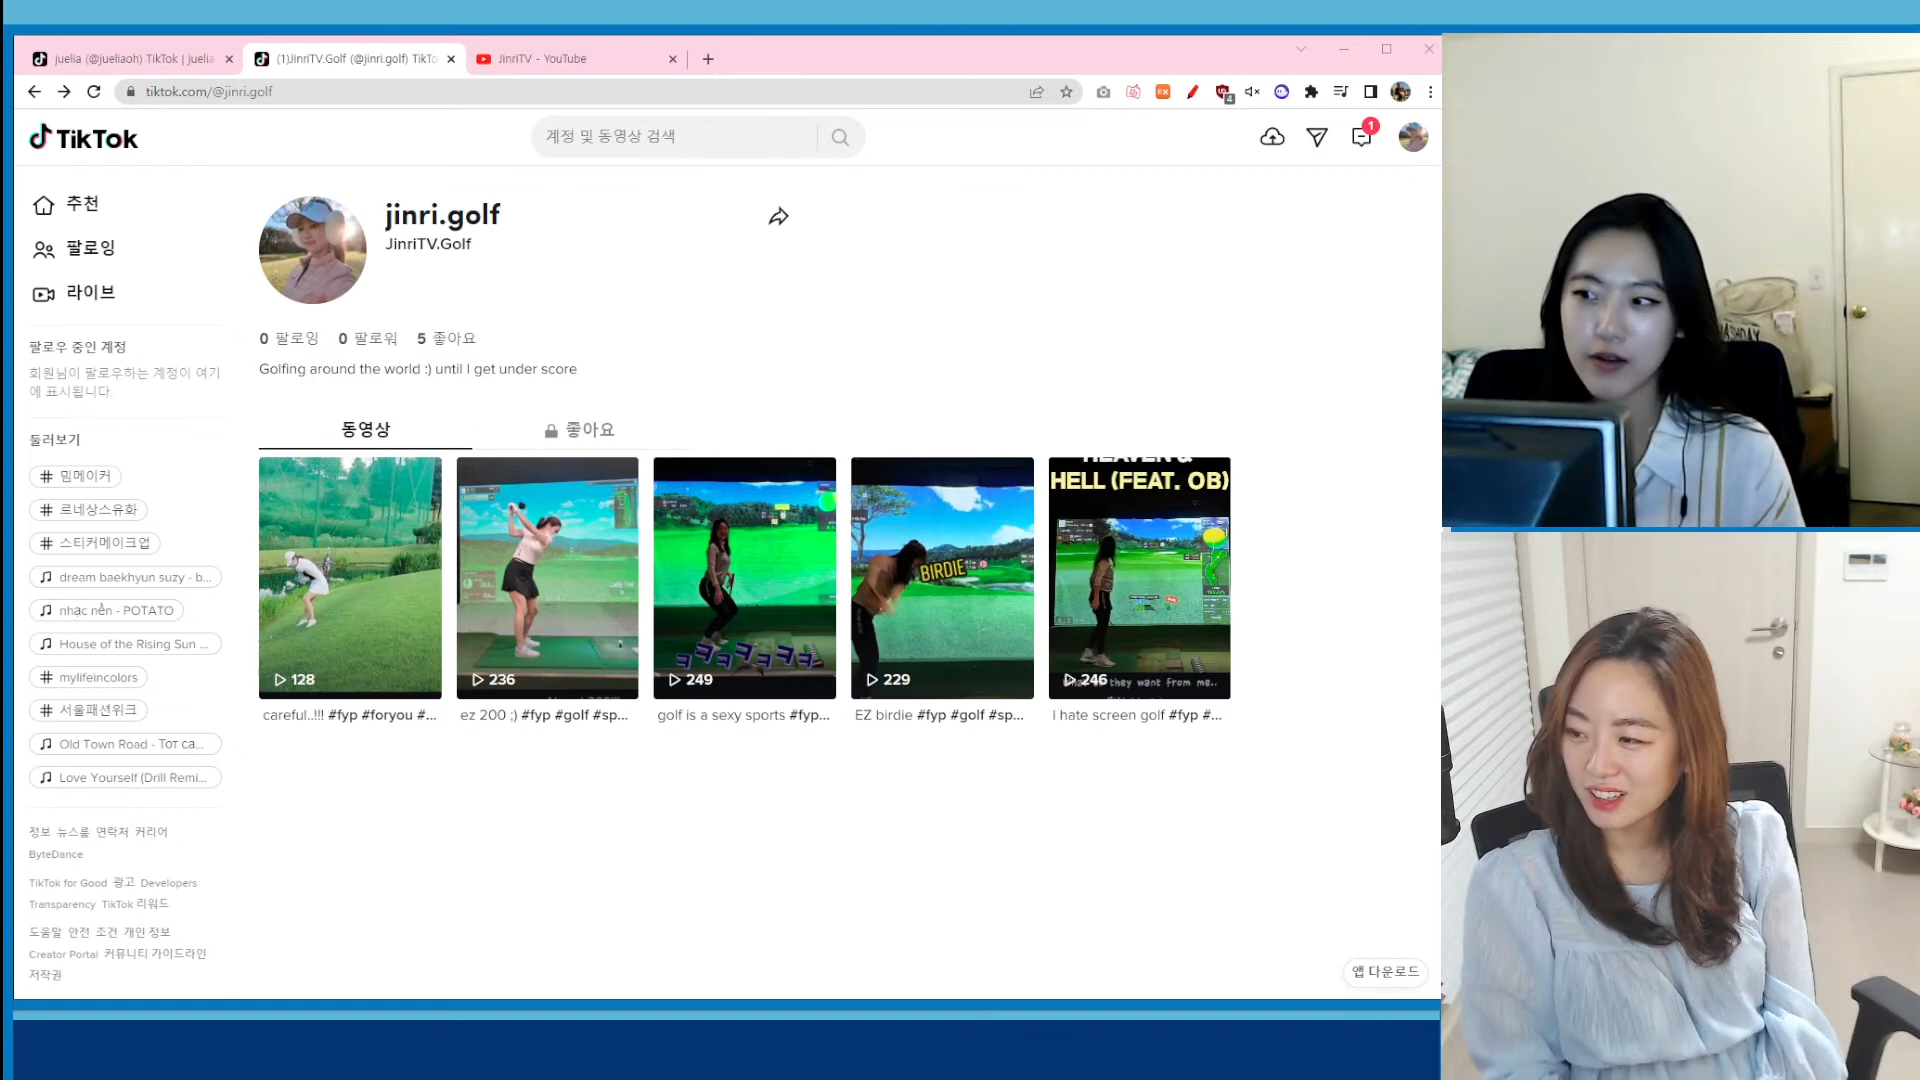 juelia (@jueliaoh) TikTok | juelia
(1)JinriTV.Golf (@jinri.golf) TikTo
JinriTV - YouTube
tiktok.com/@jinri.golf
4
TikTok
계정 및 동영상 검색
1
추천
팔로잉
라이브
팔로우 중인 계정
회원님이 팔로우하는 계정이 여기
에 표시됩니다.
둘러보기
# 밈메이커
# 르네상스유화
# 스티커메이크업
dream baekhyun suzy - b...
nhạc nền - POTATO
House of the Rising Sun ...
# mylifeincolors
# 서울패션위크
Old Town Road - Тот са...
Love Yourself (Drill Remi...
정보 뉴스룸 연락처 커리어
ByteDance
TikTok for Good 광고 Developers
Transparency TikTok 리워드
도움말 안전 조건 개인 정보
Creator Portal 커뮤니티 가이드라인
저작권
jinri.golf
JinriTV.Golf
0 팔로잉 0 팔로워 5 좋아요
Golfing around the world :) until I get under score
동영상
좋아요
128
careful..!!! #fyp #foryou #...
236
ez 200 ;) #fyp #golf #sp...
ㅋㅋㅋㅋㅋㅋ
249
golf is a sexy sports #fyp...
BIRDIE
229
EZ birdie #fyp #golf #sp...
HEAVEN &
HELL (FEAT. OB)
they want from me..
246
I hate screen golf #fyp #...
앱 다운로드